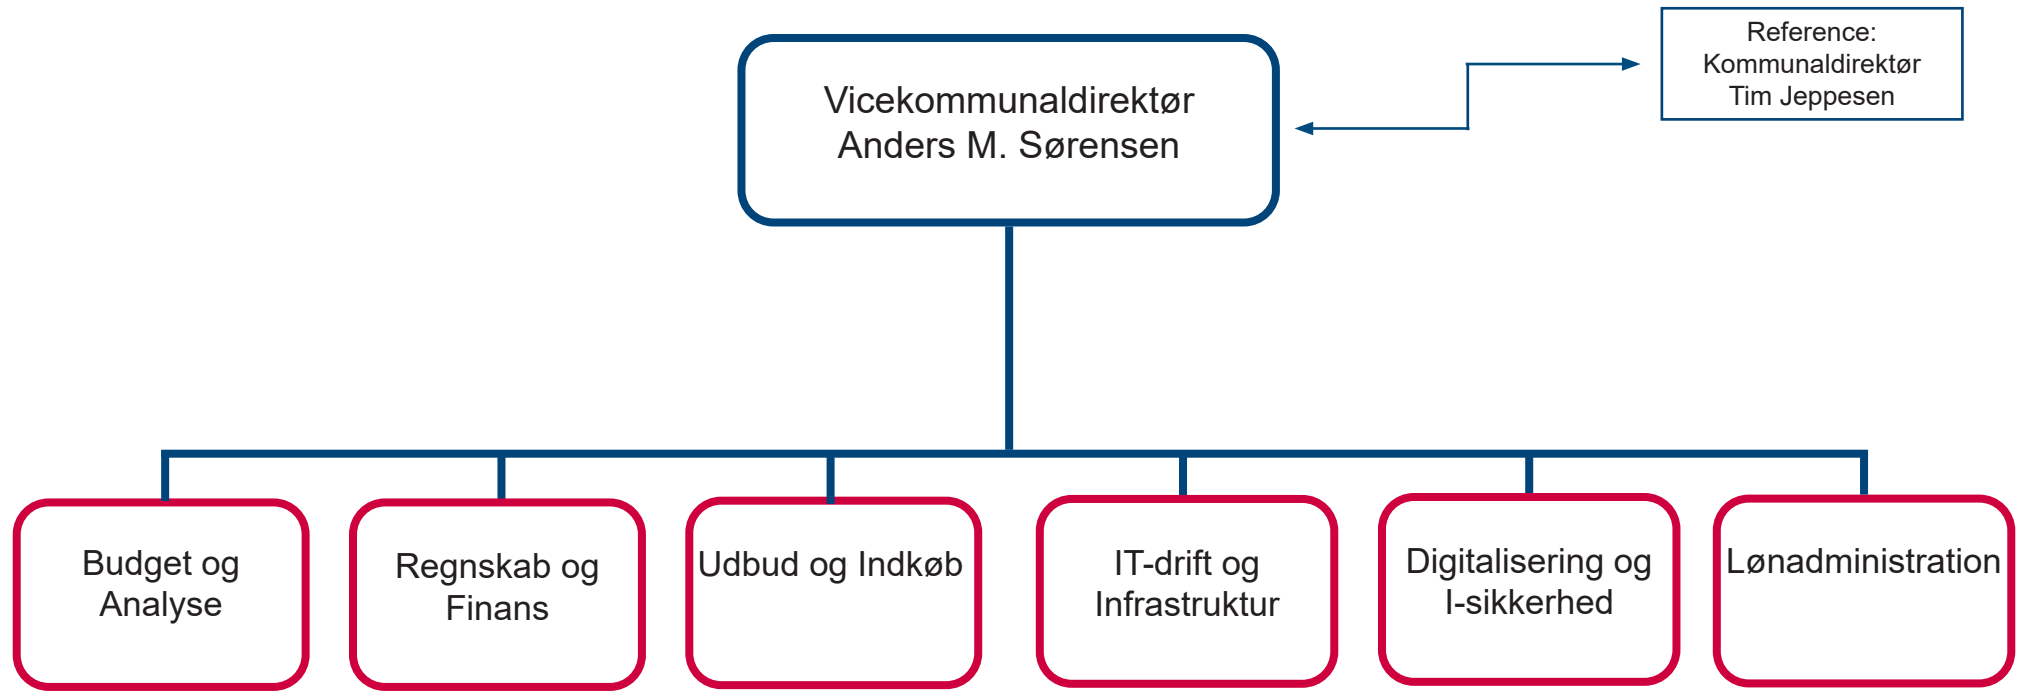 Reference:
Kommunaldirektør
Tim Jeppesen
Vicekommunaldirektør
Anders M. Sørensen
Budget og
Analyse
Regnskab og
Finans
Udbud og Indkøb
IT-drift og
Infrastruktur
Digitalisering og
I-sikkerhed
Lønadministration